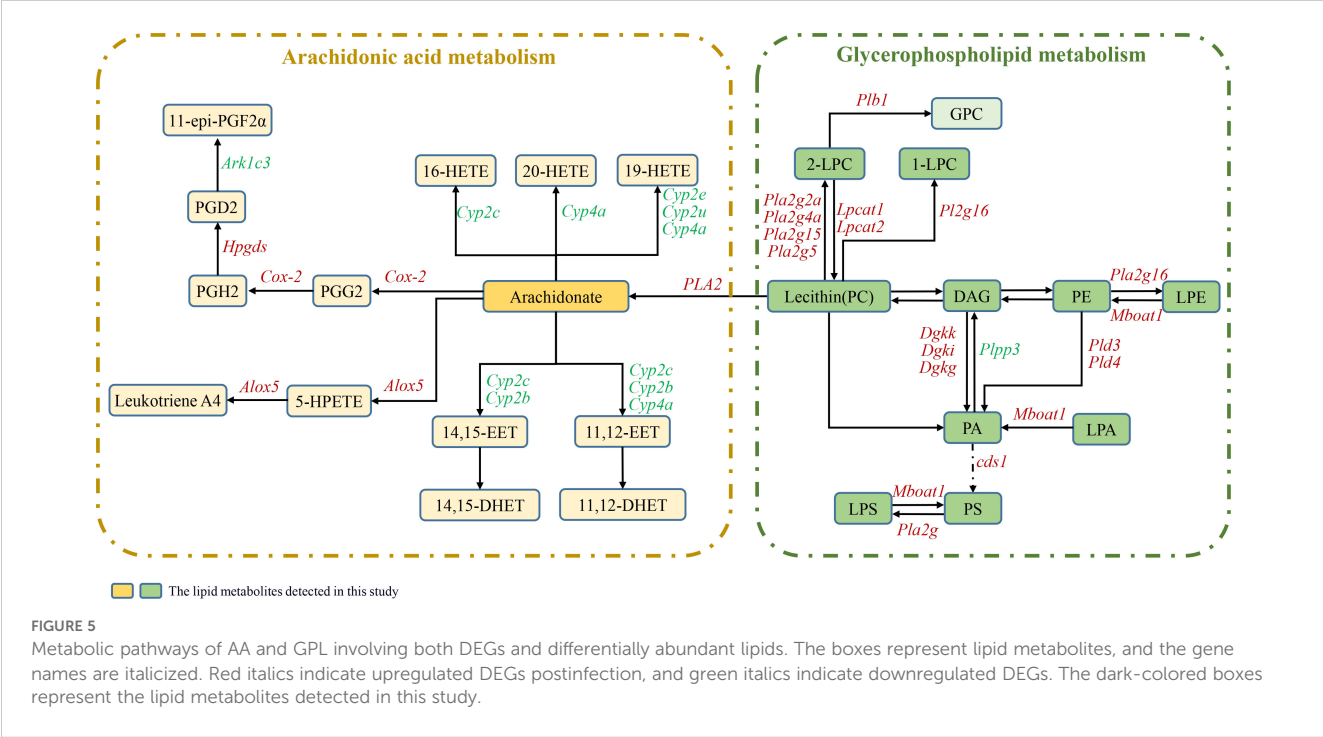 Arachidonic acid metabolism
Glycerophospholipid metabolism
11-epi-PGF2α
Ark1c3
PGD2
Hpgds
PGH2
Cox-2
PGG2
Cox-2
16-HETE
20-HETE
19-HETE
Cyp2c
Cyp4a
Cyp2e
Cyp2u
Cyp4a
Arachidonate
PLA2
Leukotriene A4
Alox5
5-HPETE
Alox5
Cyp2c
Cyp2b
Cyp2c
Cyp2b
Cyp4a
14,15-EET
11,12-EET
14,15-DHET
11,12-DHET
Plb1
GPC
2-LPC
1-LPC
Pla2g2a
Pla2g4a
Pla2g15
Pla2g5
Lpcat1
Lpcat2
Pl2g16
Lecithin(PC)
DAG
PE
Pla2g16
Mboat1
LPE
Dgkk
Dgki
Dgkg
Plpp3
Pld3
Pld4
PA
Mboat1
LPA
cds1
LPS
Mboat1
Pla2g
PS
The lipid metabolites detected in this study
FIGURE 5
Metabolic pathways of AA and GPL involving both DEGs and differentially abundant lipids. The boxes represent lipid metabolites, and the gene
names are italicized. Red italics indicate upregulated DEGs postinfection, and green italics indicate downregulated DEGs. The dark-colored boxes
represent the lipid metabolites detected in this study.